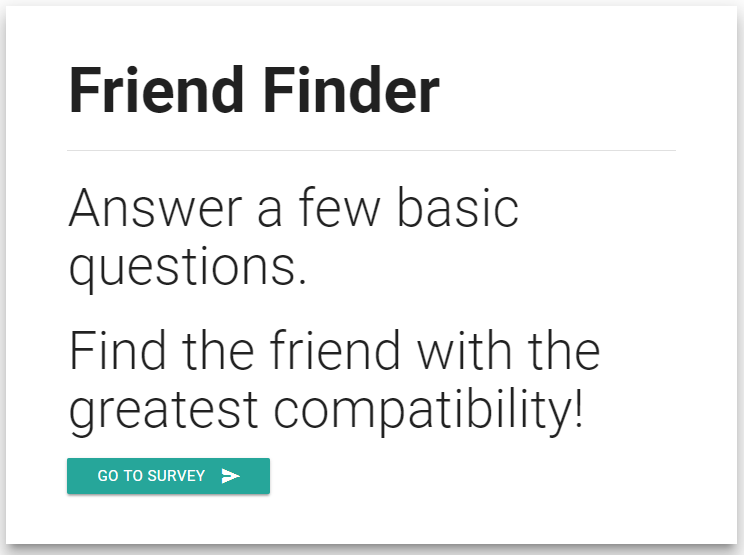 Friend Finder
Answer a few basic
questions.
Find the friend with the
greatest compatibility!
GO TO SURVEY